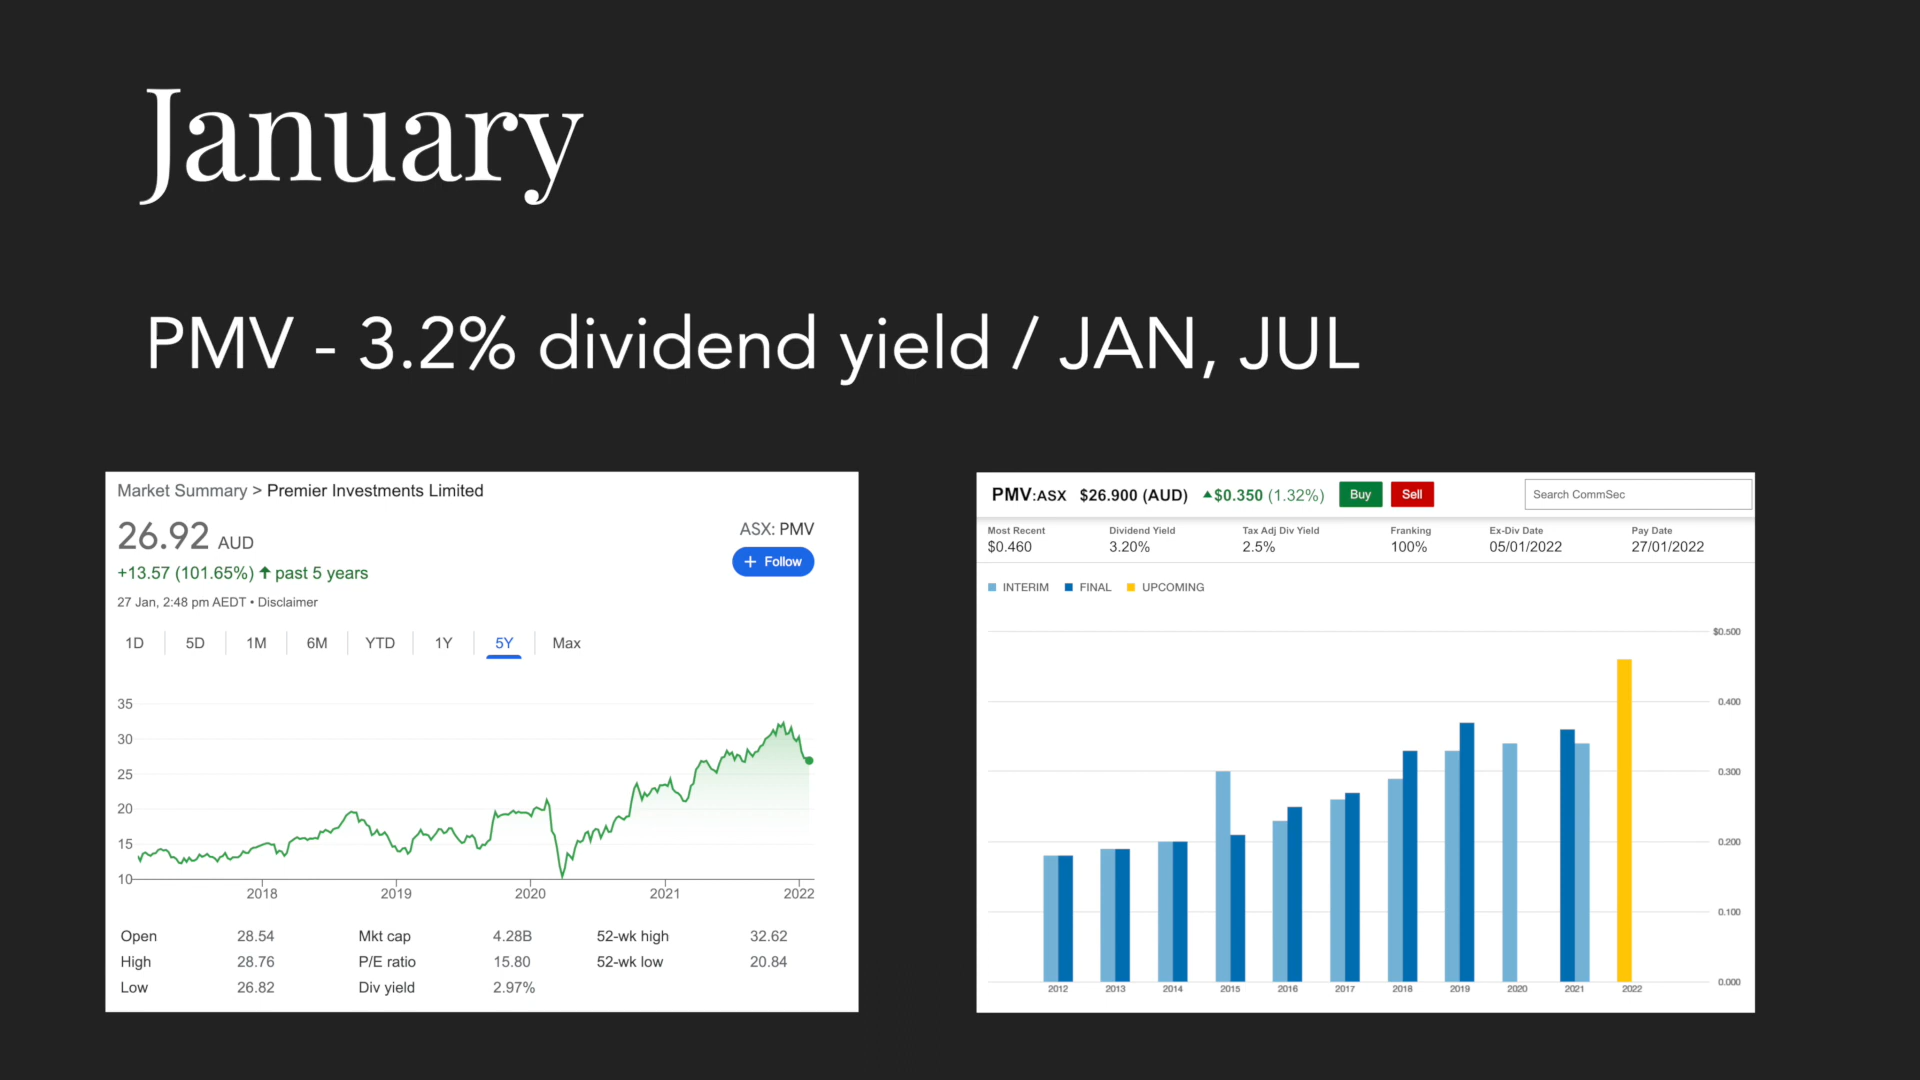 January
PMV - 3.2% dividend yield / JAN, JUL
Market Summary > Premier Investments Limited
26.92 AUD
ASX: PMV
+ Follow
+13.57 (101.65%) ↑ past 5 years
27 Jan, 2:48 pm AEDT • Disclaimer
1D 5D 1M 6M YTD 1Y 5Y Max
35
30
25
20
15
10
2018 2019 2020 2021 2022
Open 28.54 Mkt cap 4.28B 52-wk high 32.62
High 28.76 P/E ratio 15.80 52-wk low 20.84
Low 26.82 Div yield 2.97%
PMV:ASX $26.900 (AUD) ▲$0.350 (1.32%) Buy Sell Search CommSec
Most Recent Dividend Yield Tax Adj Div Yield Franking Ex-Div Date Pay Date
$0.460 3.20% 2.5% 100% 05/01/2022 27/01/2022
INTERIM FINAL UPCOMING
$0.500
0.400
0.300
0.200
0.100
0.000
2012 2013 2014 2015 2016 2017 2018 2019 2020 2021 2022